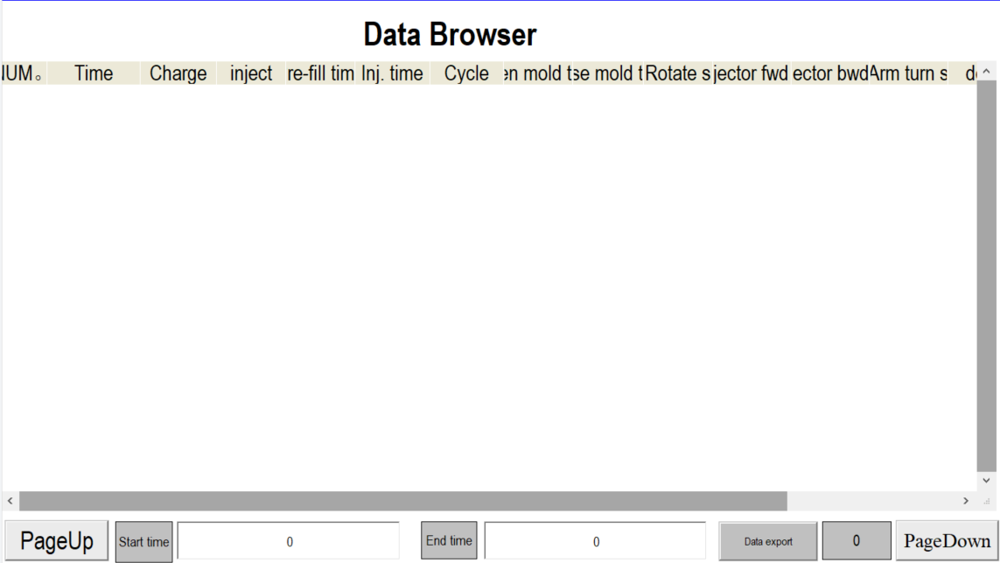 Data Browser
IUM。 Time Charge inject re-fill tim Inj. time Cycle en mold t se mold t Rotate s jector fwd ector bwd Arm turn s d
PageUp Start time 0 End time 0 Data export 0 PageDown